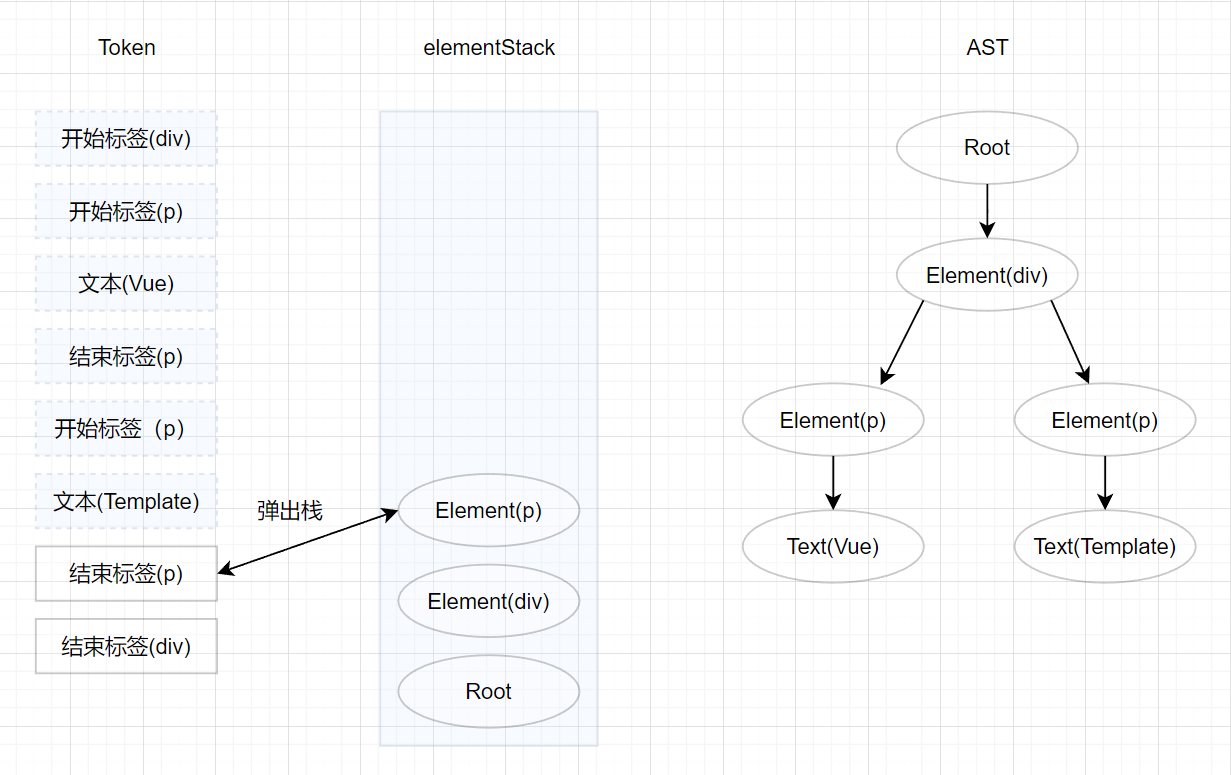 Token
elementStack
AST
开始标签(div)
开始标签(p)
文本(Vue)
结束标签(p)
开始标签（p）
文本(Template)
结束标签(p)
结束标签(div)
弹出栈
Element(p)
Element(div)
Root
Root
Element(div)
Element(p)
Element(p)
Text(Vue)
Text(Template)